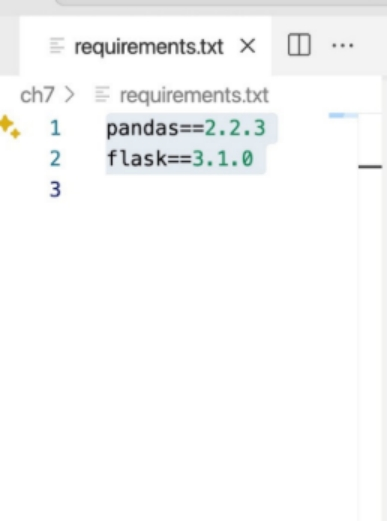 requirements.txt
ch7 > requirements.txt
1 pandas==2.2.3
2 flask==3.1.0
3